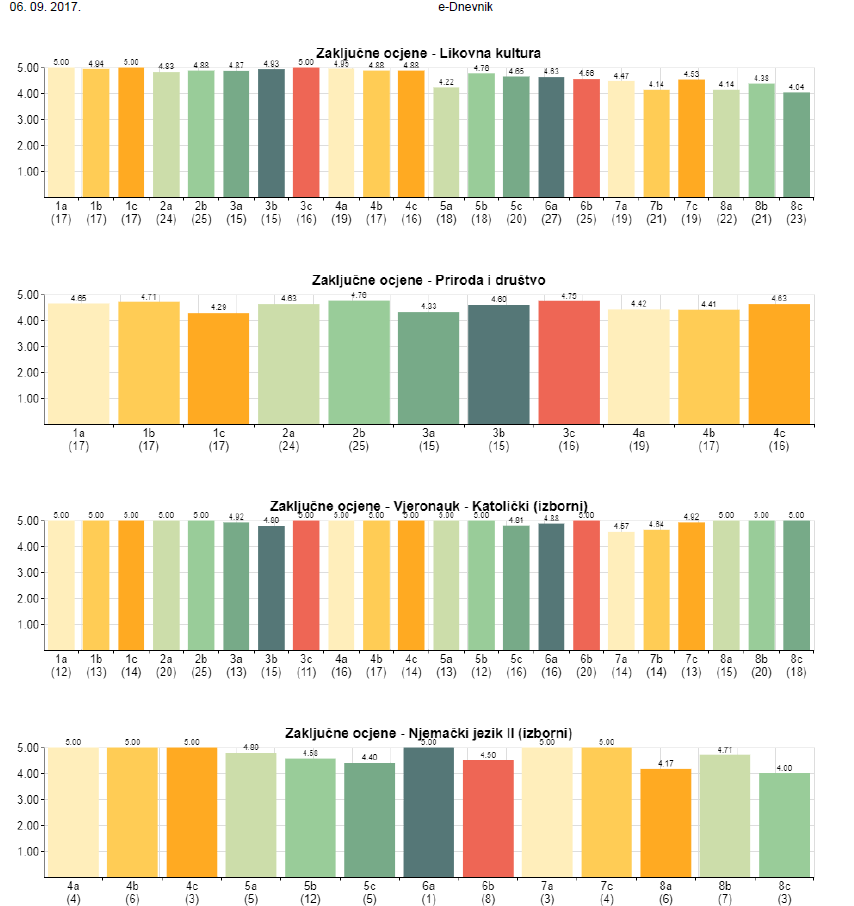 06. 09. 2017. e-Dnevnik
Zaključne ocjene - Likovna kultura
5.00 4.94 5.00 4.83 4.88 4.87 4.93 5.00 4.95 4.88 4.88 4.22 4.78 4.65 4.63 4.56 4.47 4.14 4.53 4.14 4.38 4.04
5.00
4.00
3.00
2.00
1.00
1a 1b 1c 2a 2b 3a 3b 3c 4a 4b 4c 5a 5b 5c 6a 6b 7a 7b 7c 8a 8b 8c
(17) (17) (17) (24) (25) (15) (15) (16) (19) (17) (16) (18) (18) (20) (27) (25) (19) (21) (19) (22) (21) (23)
Zaključne ocjene - Priroda i društvo
4.65 4.71 4.29 4.63 4.76 4.33 4.60 4.75 4.42 4.41 4.63
5.00
4.00
3.00
2.00
1.00
1a 1b 1c 2a 2b 3a 3b 3c 4a 4b 4c
(17) (17) (17) (24) (25) (15) (15) (16) (19) (17) (16)
Zaključne ocjene - Vjeronauk - Katolički (izborni)
5.00 5.00 5.00 5.00 5.00 4.92 4.80 5.00 5.00 5.00 5.00 5.00 5.00 4.81 4.88 5.00 4.57 4.64 4.92 5.00 5.00 5.00
5.00
4.00
3.00
2.00
1.00
1a 1b 1c 2a 2b 3a 3b 3c 4a 4b 4c 5a 5b 5c 6a 6b 7a 7b 7c 8a 8b 8c
(12) (13) (14) (20) (25) (13) (15) (11) (16) (17) (14) (13) (12) (16) (16) (20) (14) (14) (13) (15) (20) (18)
Zaključne ocjene - Njemački jezik II (izborni)
5.00 5.00 5.00 4.80 4.58 4.40 5.00 4.50 5.00 5.00 4.17 4.71 4.00
5.00
4.00
3.00
2.00
1.00
4a 4b 4c 5a 5b 5c 6a 6b 7a 7c 8a 8b 8c
(4) (6) (3) (5) (12) (5) (1) (8) (3) (4) (6) (7) (3)